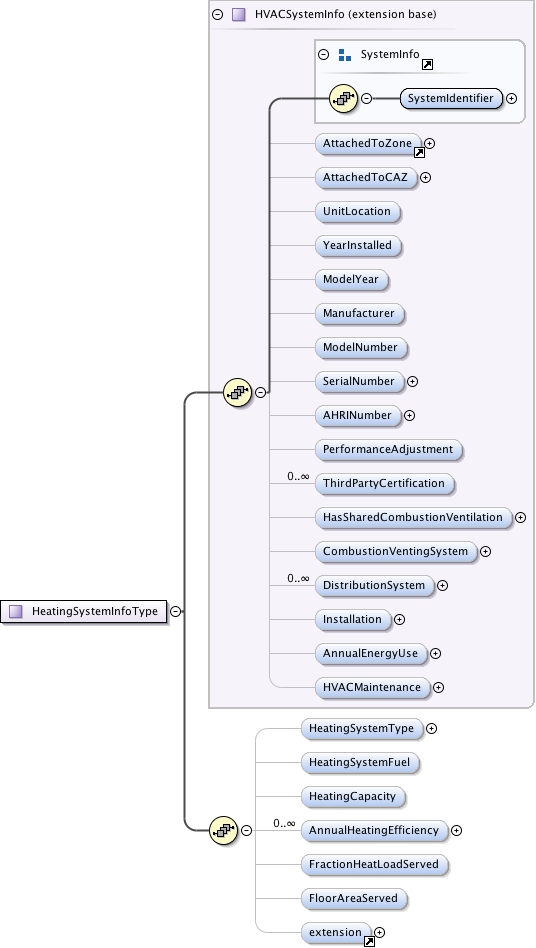 HVACSystemInfo (extension base)
SystemInfo
SystemIdentifier
AttachedToZone
AttachedToCAZ
UnitLocation
YearInstalled
ModelYear
Manufacturer
ModelNumber
SerialNumber
AHRINumber
PerformanceAdjustment
0..∞
ThirdPartyCertification
HasSharedCombustionVentilation
CombustionVentingSystem
0..∞
DistributionSystem
Installation
AnnualEnergyUse
HVACMaintenance
HeatingSystemInfoType
HeatingSystemType
HeatingSystemFuel
HeatingCapacity
0..∞
AnnualHeatingEfficiency
FractionHeatLoadServed
FloorAreaServed
extension